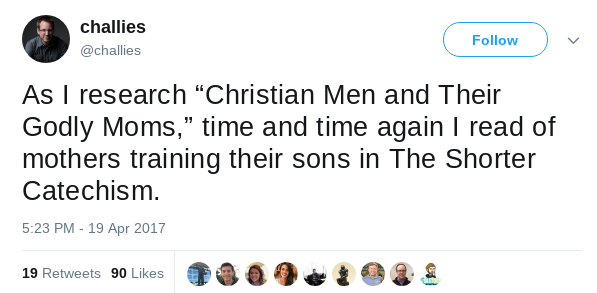 challies
@challies
Follow
As I research “Christian Men and Their
Godly Moms,” time and time again I read of
mothers training their sons in The Shorter
Catechism.
5:23 PM - 19 Apr 2017
19 Retweets 90 Likes